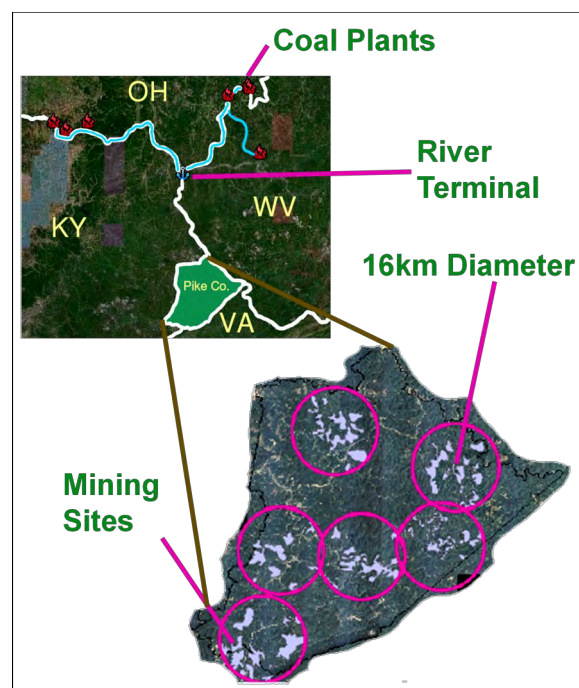 Coal Plants
OH
River
Terminal
KY
WV
16km Diameter
Pike Co.
VA
Mining
Sites